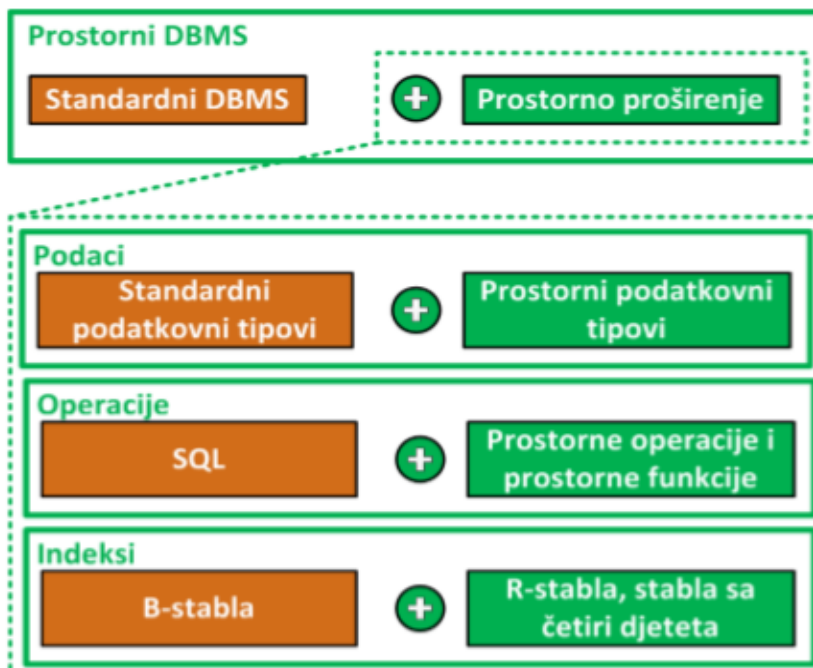 Prostorni DBMS
Standardni DBMS
Prostorno proširenje
Podaci
Standardni
podatkovni tipovi
Prostorni podatkovni
tipovi
Operacije
SQL
Prostorne operacije i
prostorne funkcije
Indeksi
B-stabla
R-stabla, stabla sa
četiri djeteta